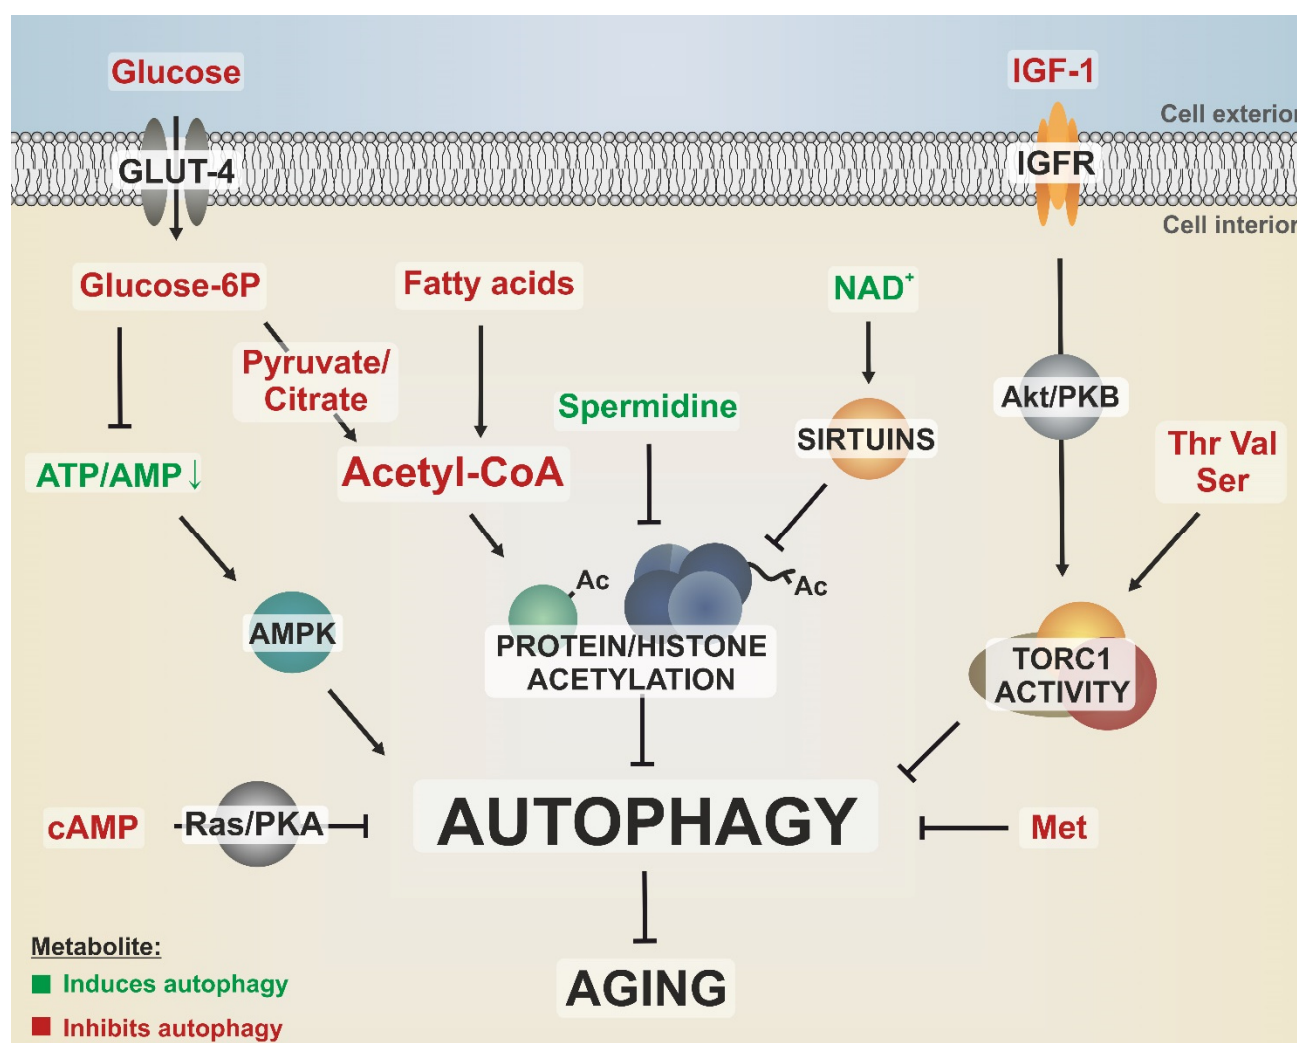 Glucose
IGF-1
Cell exterior
GLUT-4
IGFR
Cell interior
Glucose-6P
Fatty acids
NAD⁺
Pyruvate/
Citrate
Akt/PKB
Spermidine
SIRTUINS
Thr Val
Ser
ATP/AMP↓
Acetyl-CoA
Ac
Ac
AMPK
PROTEIN/HISTONE
ACETYLATION
TORC1
ACTIVITY
cAMP
-Ras/PKA
AUTOPHAGY
Met
Metabolite:
Induces autophagy
Inhibits autophagy
AGING